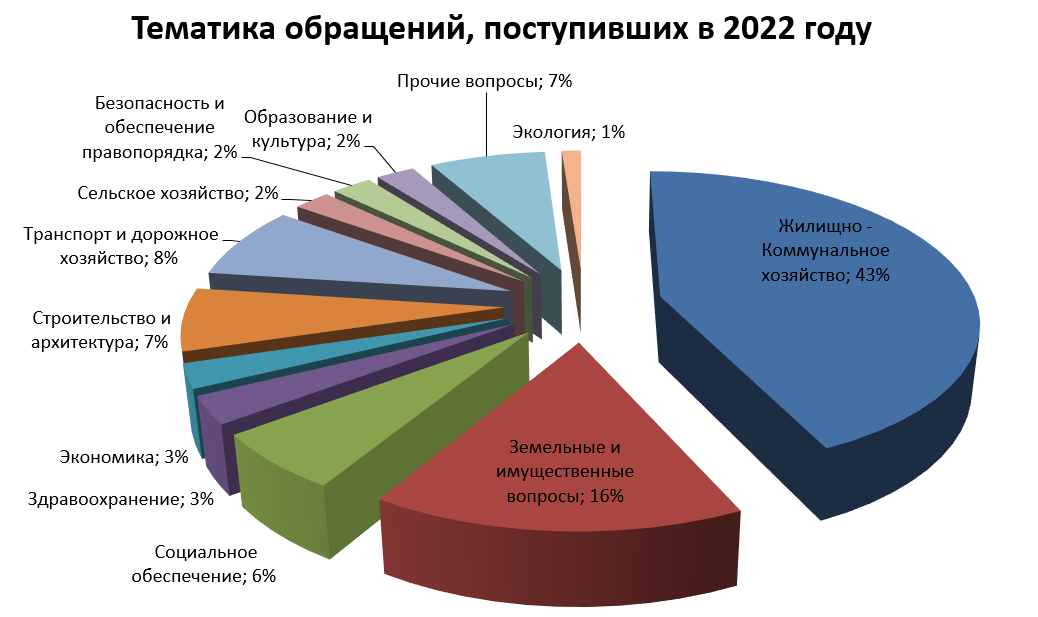 Тематика обращений, поступивших в 2022 году
Прочие вопросы; 7%
Безопасность и
обеспечение
правопорядка; 2%
Образование и
культура; 2%
Экология; 1%
Сельское хозяйство; 2%
Транспорт и дорожное
хозяйство; 8%
Жилищно -
Коммунальное
хозяйство; 43%
Строительство и
архитектура; 7%
Экономика; 3%
Здравоохранение; 3%
Земельные и
имущественные
вопросы; 16%
Социальное
обеспечение; 6%